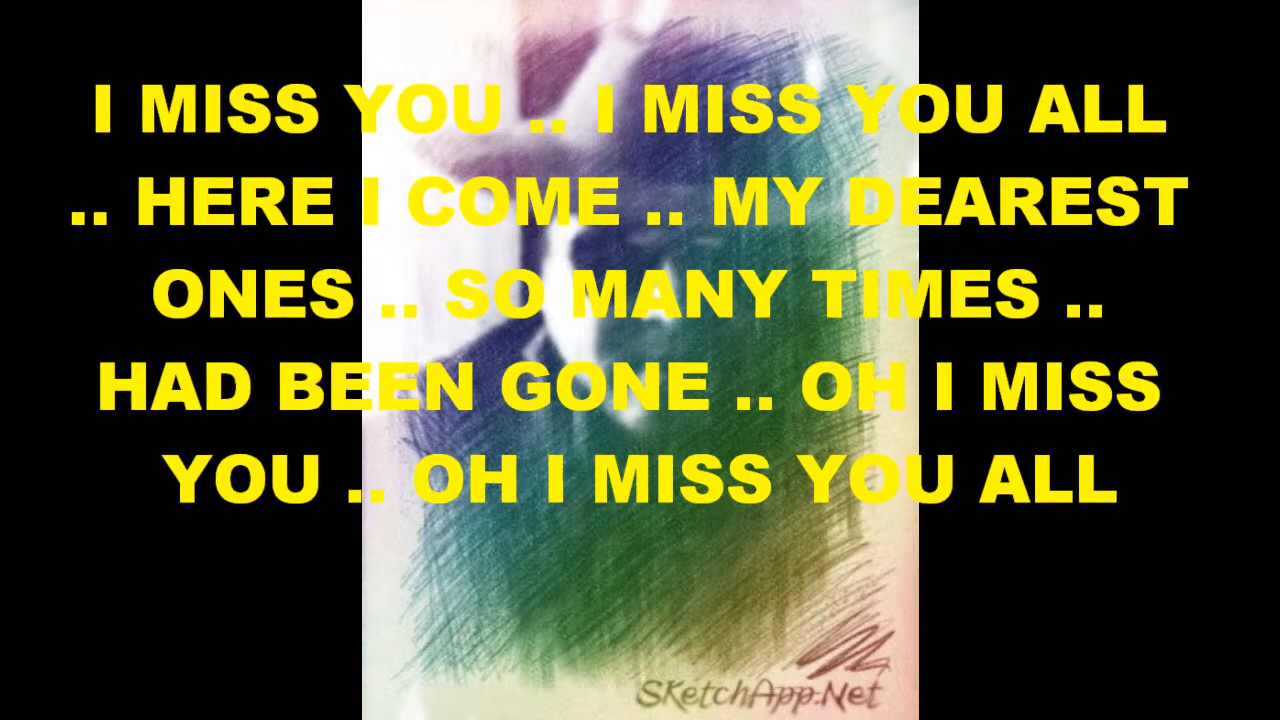 I MISS YOU .. I MISS YOU ALL
.. HERE I COME .. MY DEAREST
ONES .. SO MANY TIMES ..
HAD BEEN GONE .. OH I MISS
YOU .. OH I MISS YOU ALL
SKetchApp.Net